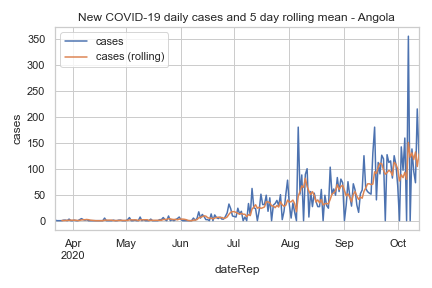 New COVID-19 daily cases and 5 day rolling mean - Angola
cases
cases (rolling)
cases
350
300
250
200
150
100
50
0
Apr
2020
May
Jun
Jul
Aug
Sep
Oct
dateRep